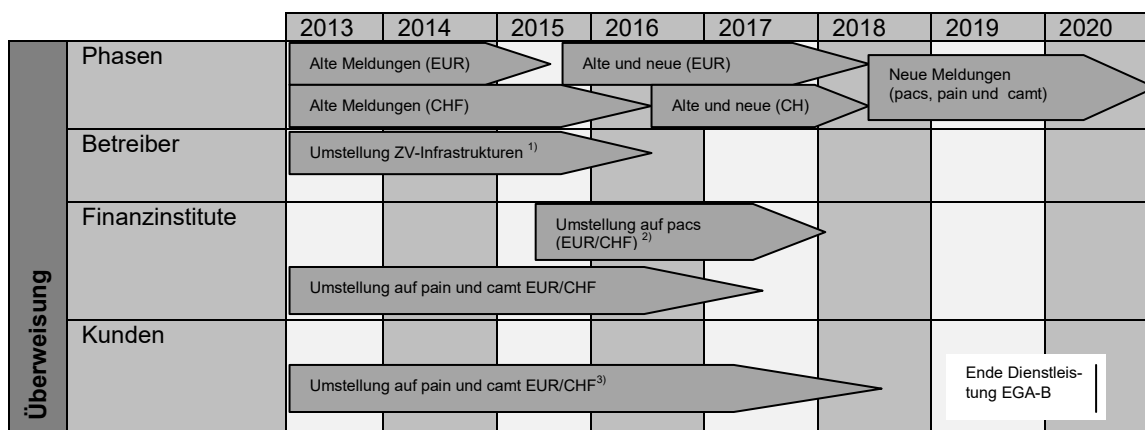 2013 2014 2015 2016 2017 2018 2019 2020
Überweisung
Phasen
Alte Meldungen (EUR)
Alte und neue (EUR)
Neue Meldungen
(pacs, pain und camt)
Alte Meldungen (CHF)
Alte und neue (CH)
Betreiber
Umstellung ZV-Infrastrukturen 1)
Finanzinstitute
Umstellung auf pacs
(EUR/CHF) 2)
Umstellung auf pain und camt EUR/CHF
Kunden
Umstellung auf pain und camt EUR/CHF3)
Ende Dienstleis-
tung EGA-B